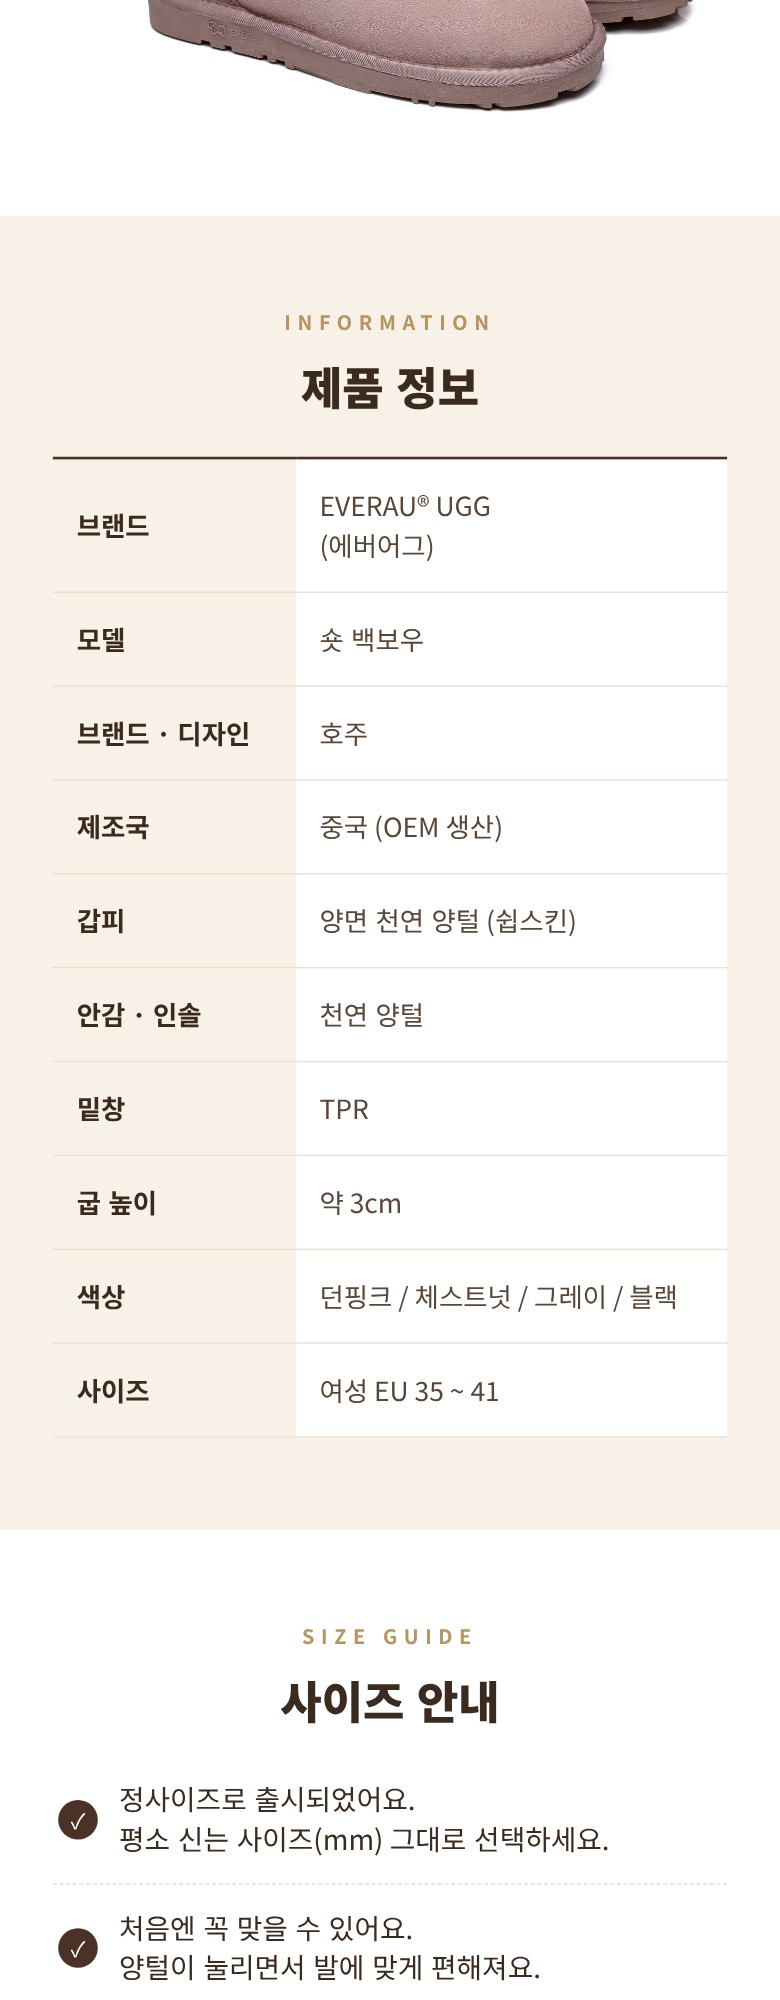 INFORMATION
제품 정보
브랜드
EVERAU® UGG
(에버어그)
모델
숏 백보우
브랜드 · 디자인
호주
제조국
중국 (OEM 생산)
갑피
양면 천연 양털 (쉽스킨)
안감 · 인솔
천연 양털
밑창
TPR
굽 높이
약 3cm
색상
던핑크 / 체스트넛 / 그레이 / 블랙
사이즈
여성 EU 35 ~ 41
SIZE GUIDE
사이즈 안내
정사이즈로 출시되었어요.
평소 신는 사이즈(mm) 그대로 선택하세요.
처음엔 꼭 맞을 수 있어요.
양털이 눌리면서 발에 맞게 편해져요.